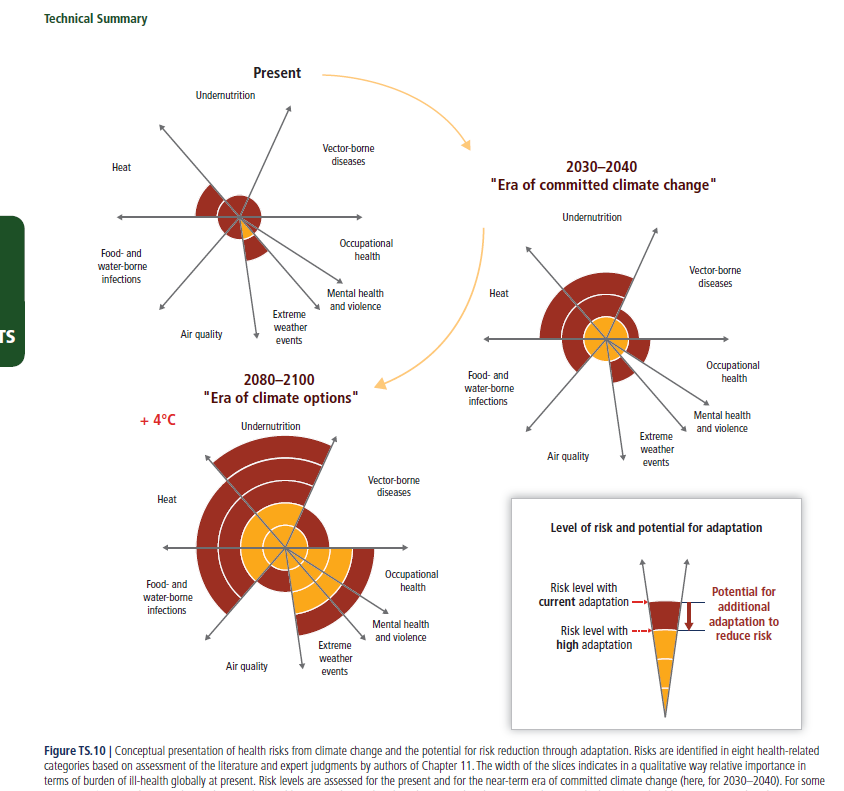 Technical Summary
Present
Undernutrition
Heat
Vector-borne
diseases
Food- and
water-borne
infections
Occupational
health
Mental health
and violence
Extreme
weather
events
Air quality
TS
2030–2040
"Era of committed climate change"
Undernutrition
Heat
Vector-borne
diseases
Food- and
water-borne
infections
Occupational
health
Mental health
and violence
Extreme
weather
events
Air quality
2080–2100
"Era of climate options"
+ 4°C
Undernutrition
Heat
Vector-borne
diseases
Food- and
water-borne
infections
Occupational
health
Mental health
and violence
Extreme
weather
events
Air quality
Level of risk and potential for adaptation
Risk level with
current adaptation
Risk level with
high adaptation
Potential for
additional
adaptation to
reduce risk
Figure TS.10 | Conceptual presentation of health risks from climate change and the potential for risk reduction through adaptation. Risks are identified in eight health-related
categories based on assessment of the literature and expert judgments by authors of Chapter 11. The width of the slices indicates in a qualitative way relative importance in
terms of burden of ill-health globally at present. Risk levels are assessed for the present and for the near-term era of committed climate change (here, for 2030–2040). For some